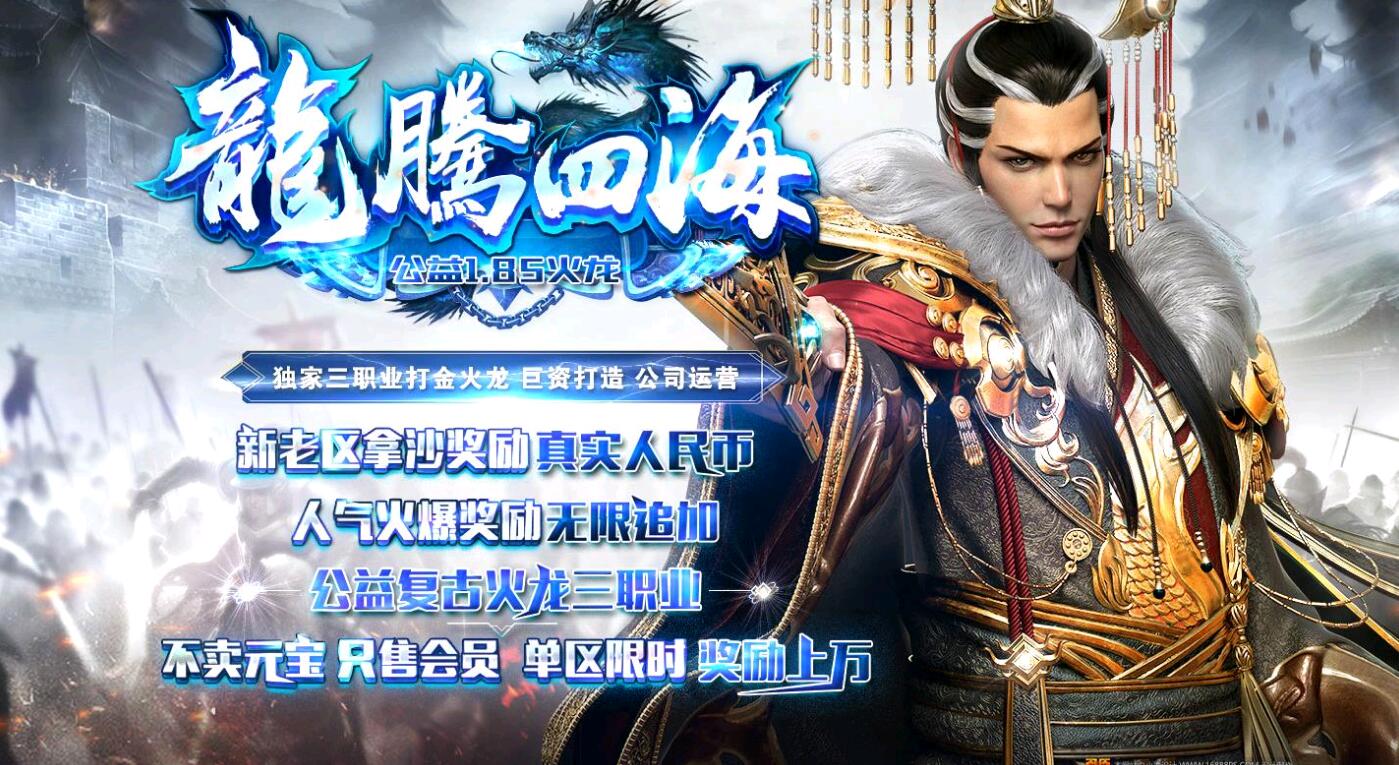 龍騰四海
公益1.85火龙
独家三职业打金火龙 巨资打造 公司运营
新老区拿沙奖励 真实人民币
人气火爆奖励 无限追加
公益复古火龙三职业
不卖元宝 只售会员 单区限时 奖励上万